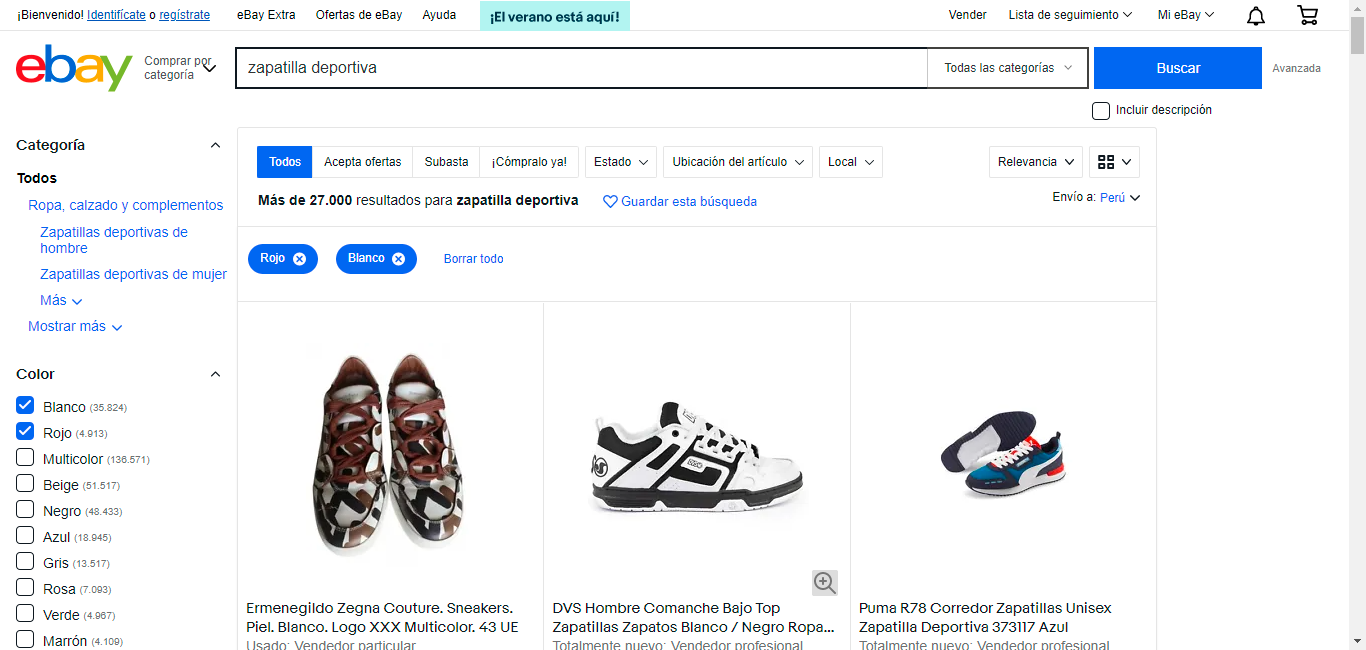 ¡Bienvenido! Identifícate o regístrate
eBay Extra
Ofertas de eBay
Ayuda
¡El verano está aquí!
Vender
Lista de seguimiento
Mi eBay
ebay
Comprar por
categoría
zapatilla deportiva
Todas las categorías
Buscar
Avanzada
Incluir descripción
Categoría
Todos
Ropa, calzado y complementos
Zapatillas deportivas de
hombre
Zapatillas deportivas de mujer
Más
Mostrar más
Color
Blanco (35.824)
Rojo (4.913)
Multicolor (136.571)
Beige (51.517)
Negro (48.433)
Azul (18.945)
Gris (13.517)
Rosa (7.093)
Verde (4.967)
Marrón (4.109)
Todos
Acepta ofertas
Subasta
¡Cómpralo ya!
Estado
Ubicación del artículo
Local
Relevancia
Más de 27.000 resultados para zapatilla deportiva
Guardar esta búsqueda
Envío a: Perú
Rojo
Blanco
Borrar todo
Ermenegildo Zegna Couture. Sneakers.
Piel. Blanco. Logo XXX Multicolor. 43 UE
Usado: Vendedor particular
DVS Hombre Comanche Bajo Top
Zapatillas Zapatos Blanco / Negro Ropa...
Totalmente nuevo: Vendedor profesional
Puma R78 Corredor Zapatillas Unisex
Zapatilla Deportiva 373117 Azul
Totalmente nuevo: Vendedor profesional